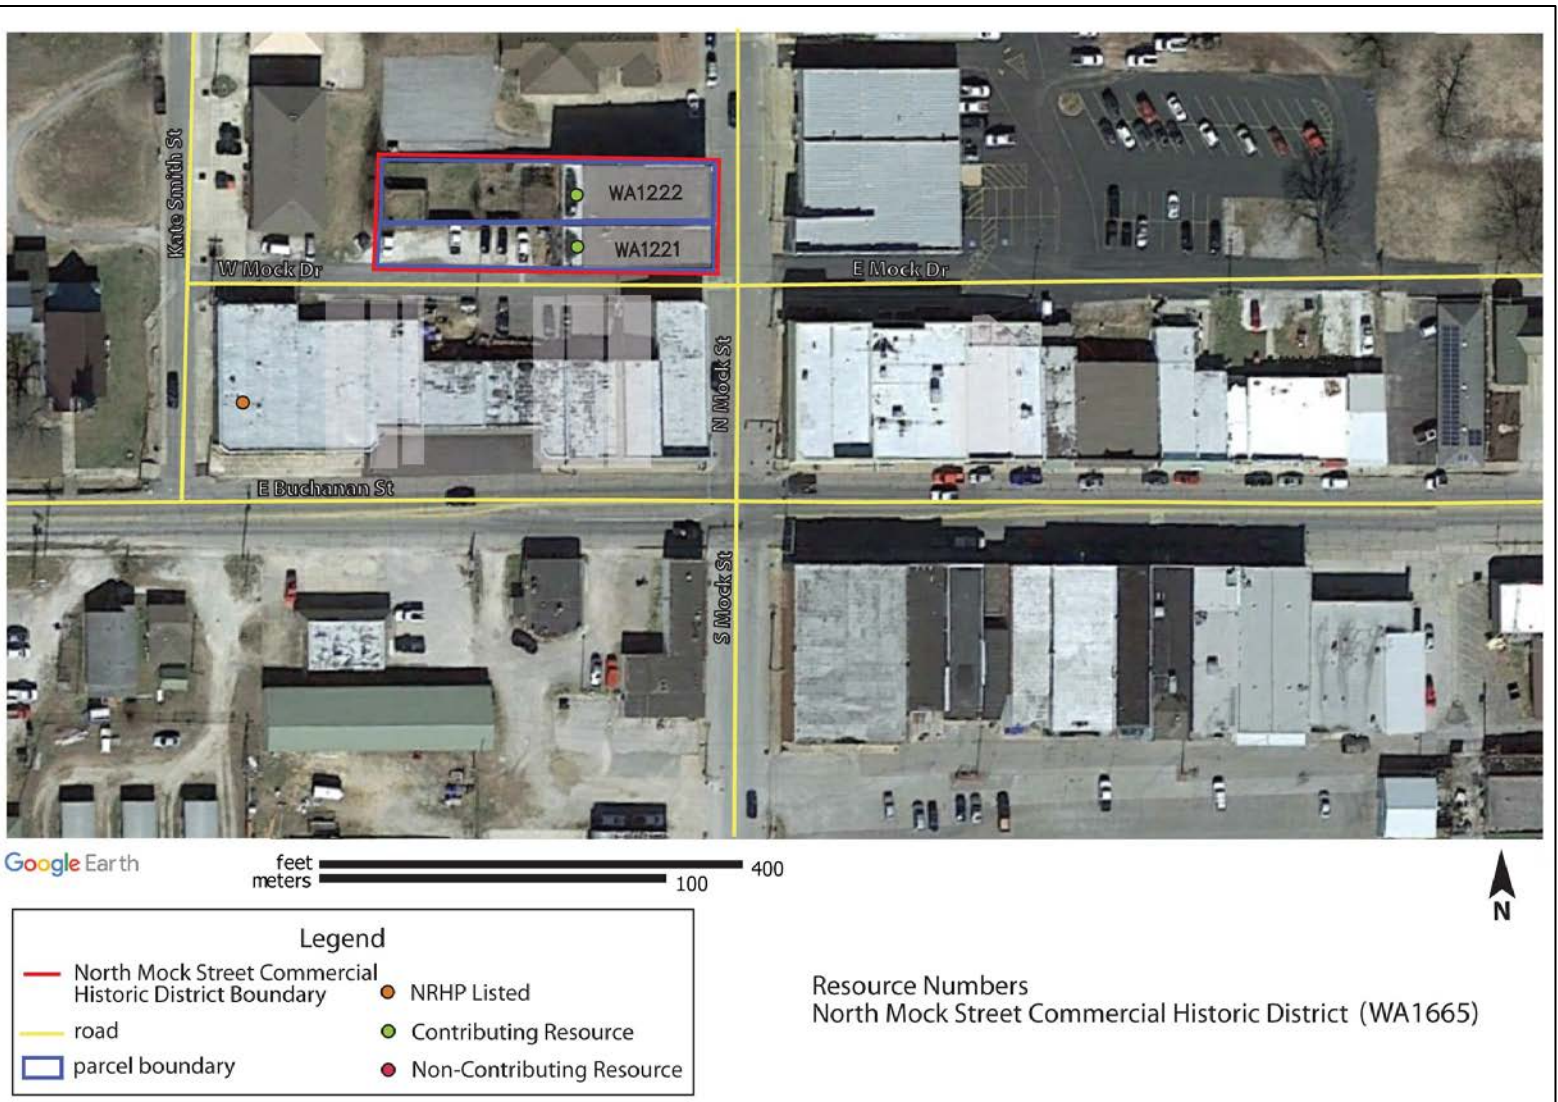 Kate Smith St
WA1222
WA1221
W Mock Dr
E Mock Dr
N Mock St
E Buchanan St
S Mock St
Google Earth
feet
meters
400
100
N
Legend
North Mock Street Commercial
Historic District Boundary
NRHP Listed
road
Contributing Resource
parcel boundary
Non-Contributing Resource
Resource Numbers
North Mock Street Commercial Historic District (WA1665)